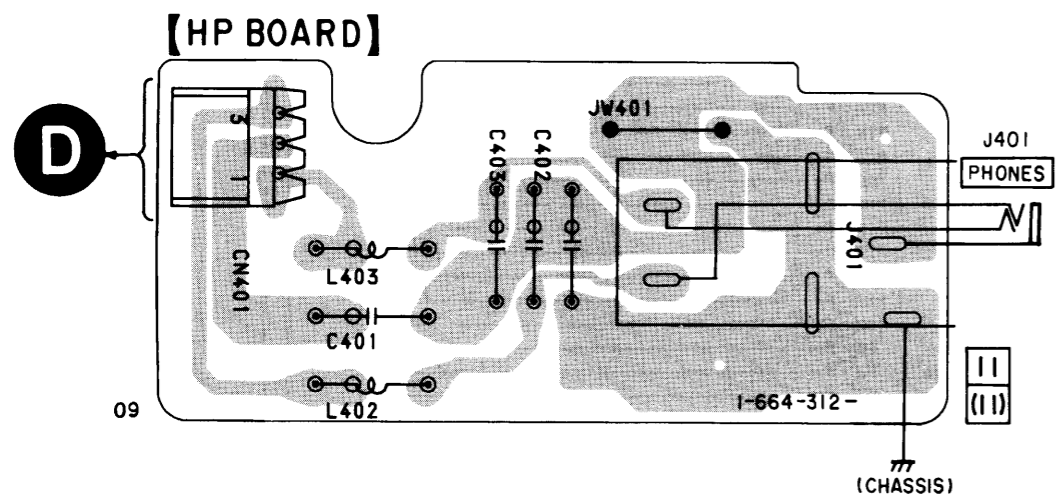 【HP BOARD】
D
3
1
CN401
L403
C401
L402
C403
C402
JW401
J401
J401
PHONES
1-664-312-
11
(11)
09
(CHASSIS)